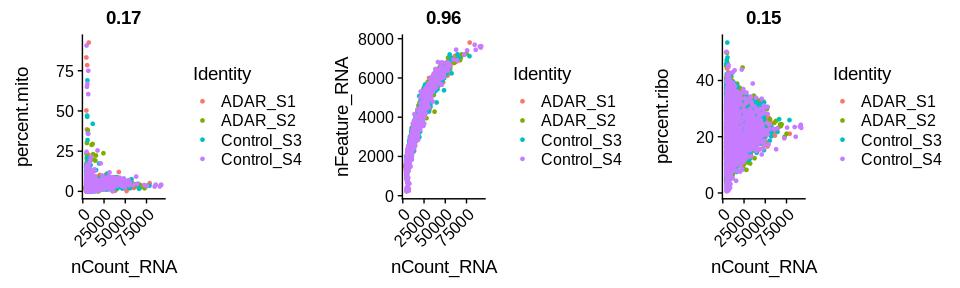 0.17
percent.mito
75
50
25
0
0
25000
50000
75000
nCount_RNA
Identity
ADAR_S1
ADAR_S2
Control_S3
Control_S4
0.96
nFeature_RNA
8000
6000
4000
2000
0
0
25000
50000
75000
nCount_RNA
Identity
ADAR_S1
ADAR_S2
Control_S3
Control_S4
0.15
percent.ribo
40
20
0
0
25000
50000
75000
nCount_RNA
Identity
ADAR_S1
ADAR_S2
Control_S3
Control_S4